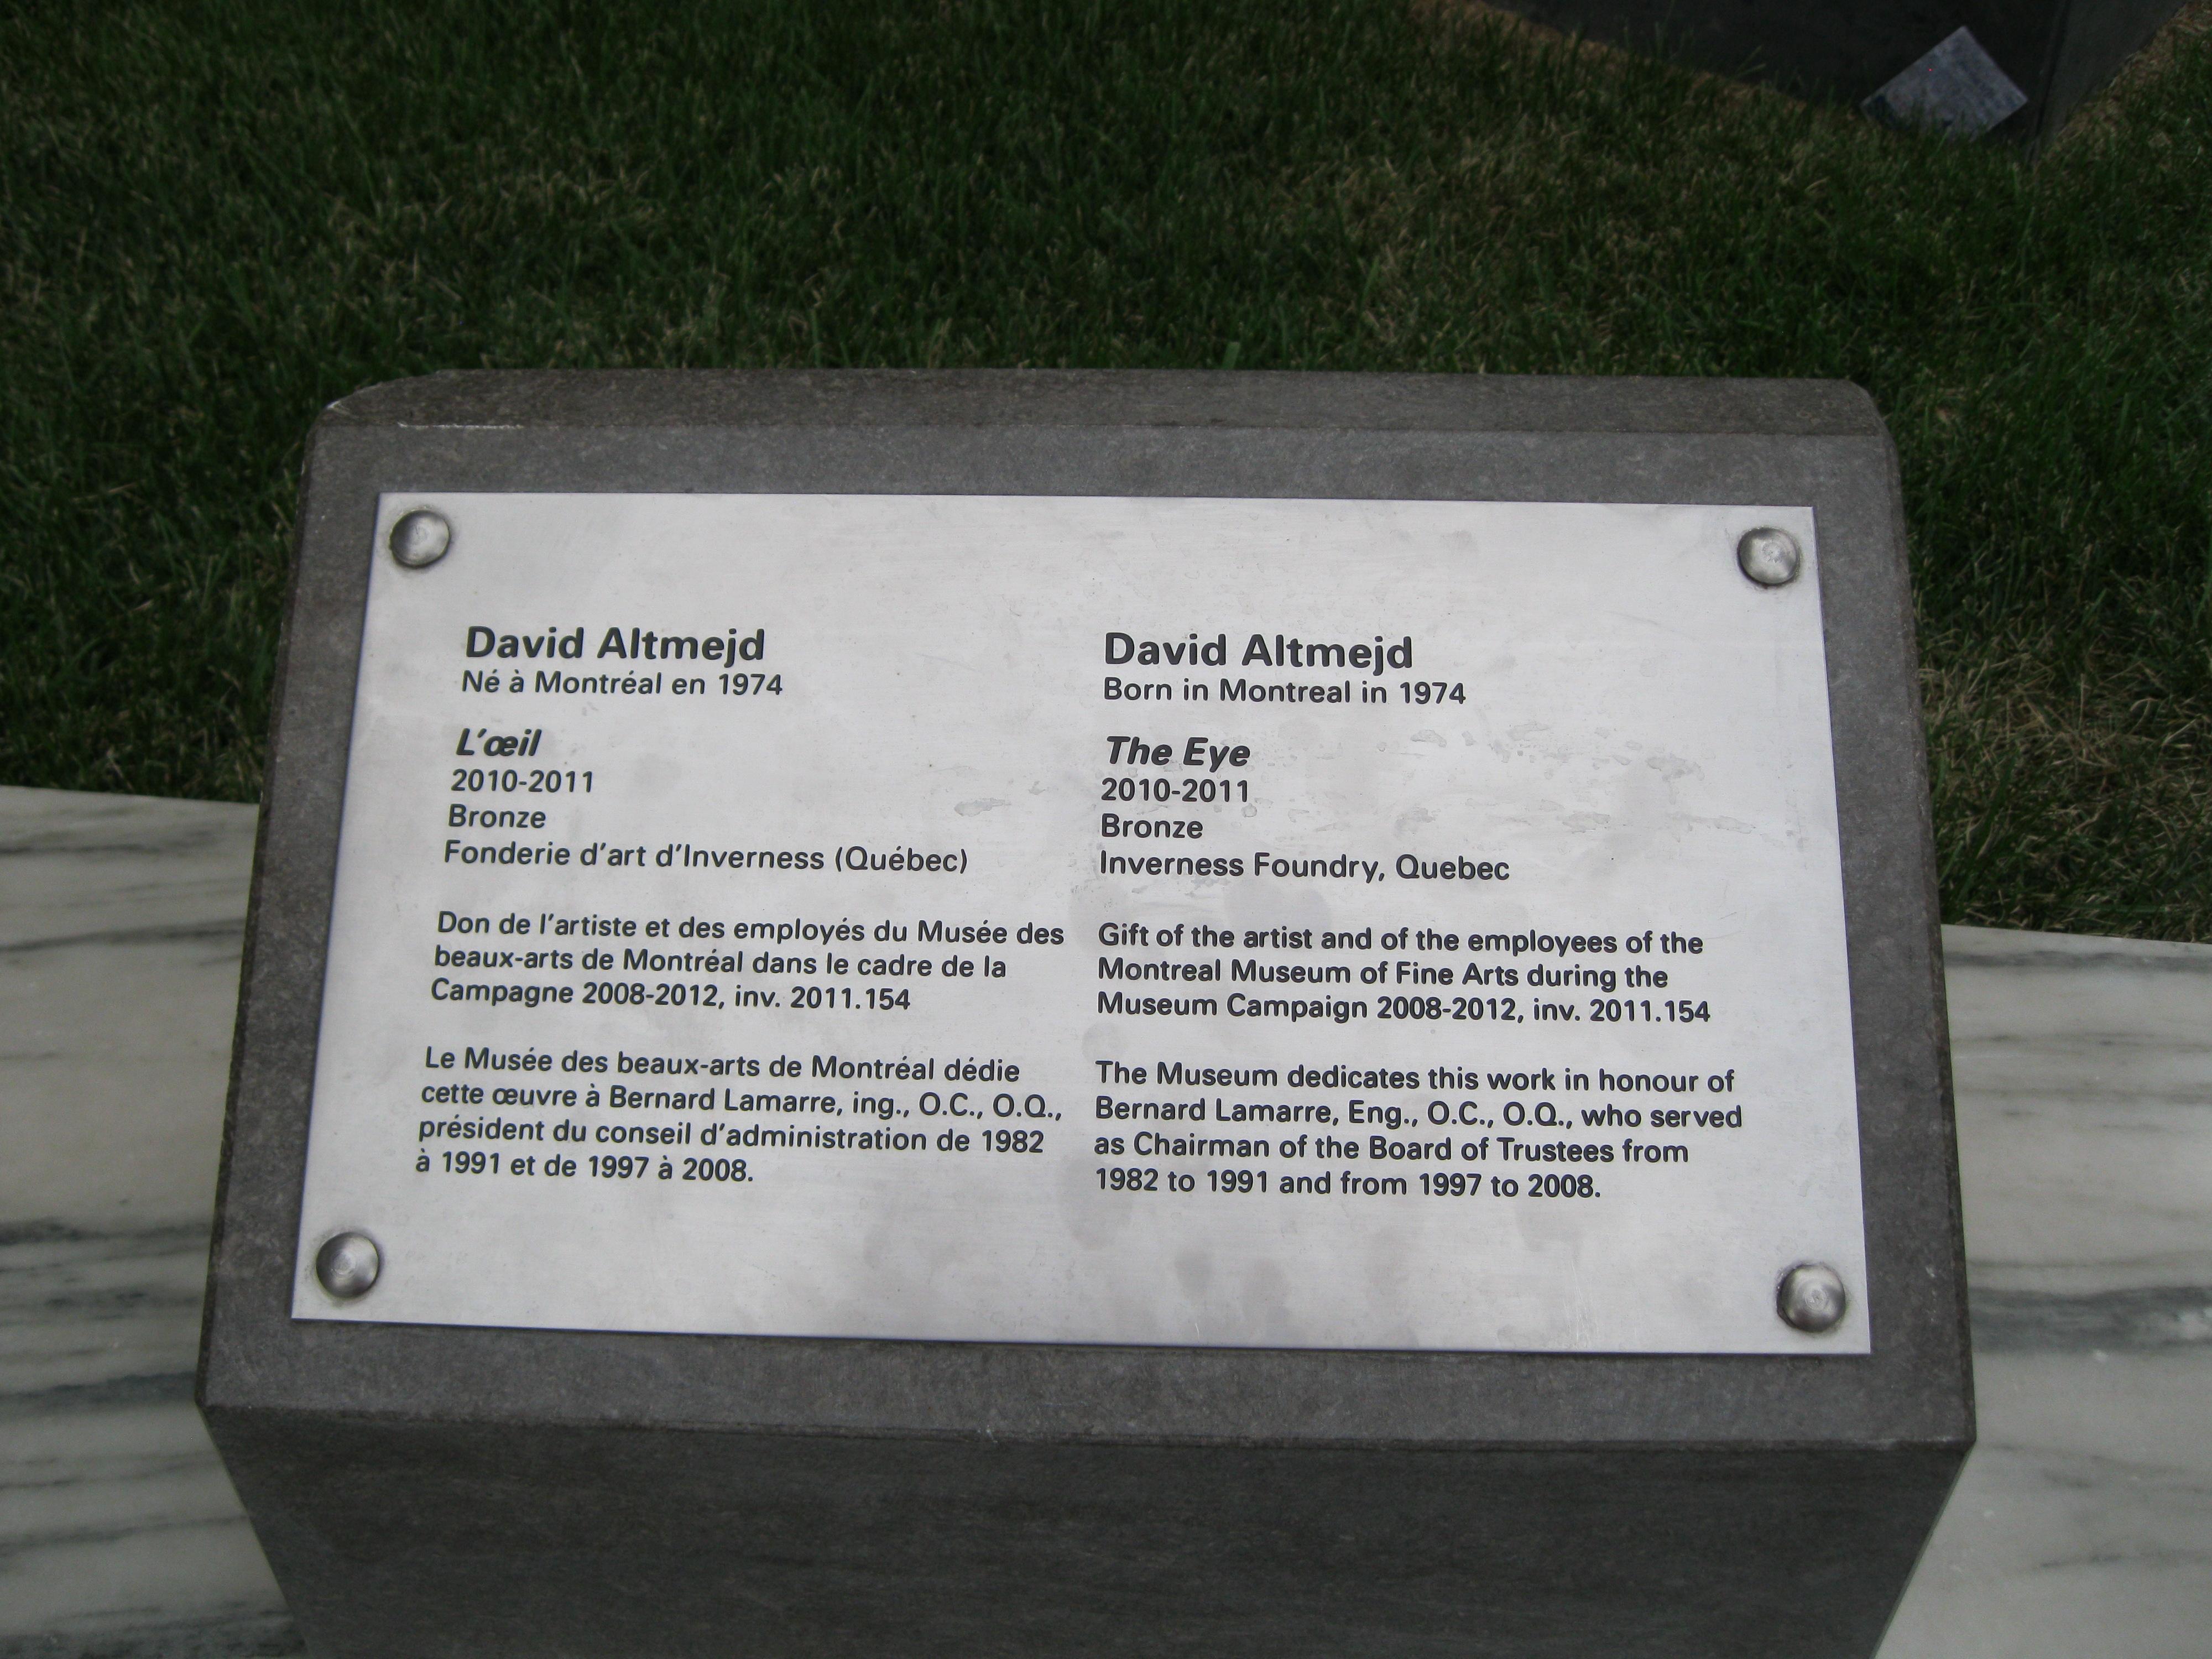 David Altmejd
Né à Montréal en 1974
L'œil
2010-2011
Bronze
Fonderie d'art d'Inverness (Québec)
Don de l'artiste et des employés du Musée des
beaux-arts de Montréal dans le cadre de la
Campagne 2008-2012, inv. 2011.154
Le Musée des beaux-arts de Montréal dédie
cette œuvre à Bernard Lamarre, ing., O.C., O.Q.,
président du conseil d'administration de 1982
à 1991 et de 1997 à 2008.
David Altmejd
Born in Montreal in 1974
The Eye
2010-2011
Bronze
Inverness Foundry, Quebec
Gift of the artist and of the employees of the
Montreal Museum of Fine Arts during the
Museum Campaign 2008-2012, inv. 2011.154
The Museum dedicates this work in honour of
Bernard Lamarre, Eng., O.C., O.Q., who served
as Chairman of the Board of Trustees from
1982 to 1991 and from 1997 to 2008.